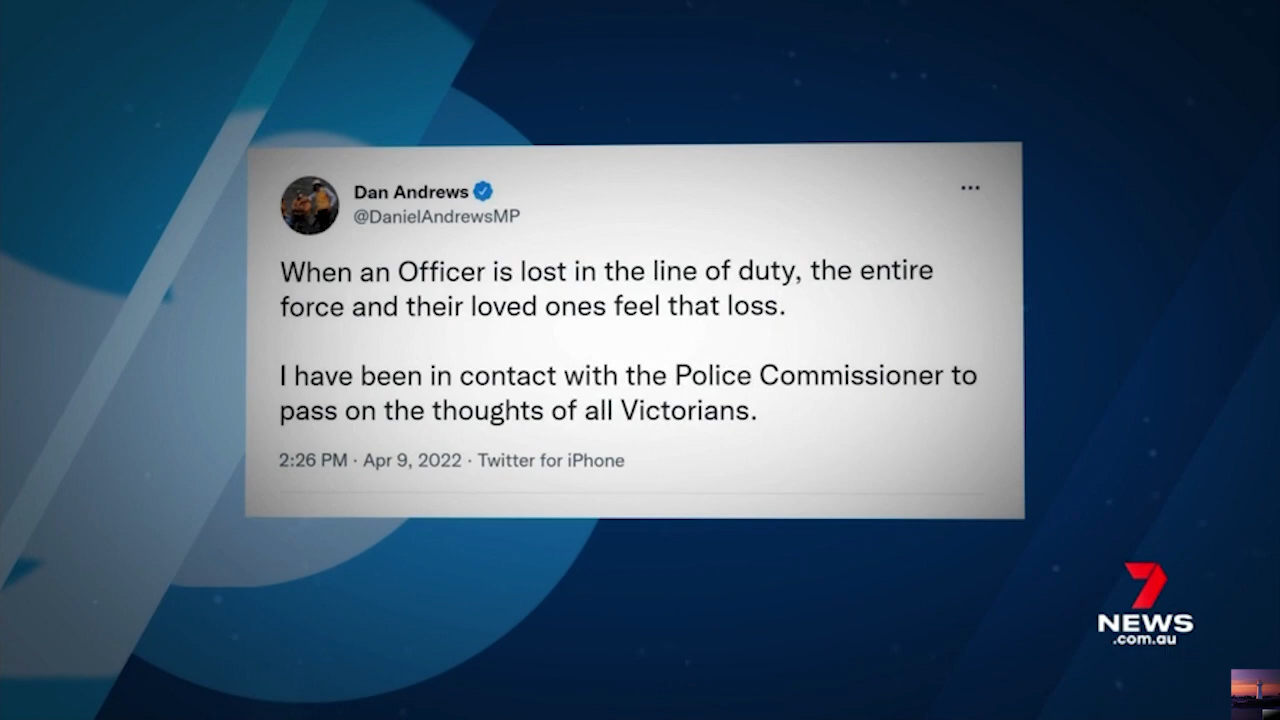 Dan Andrews
@DanielAndrewsMP
When an Officer is lost in the line of duty, the entire
force and their loved ones feel that loss.
I have been in contact with the Police Commissioner to
pass on the thoughts of all Victorians.
2:26 PM · Apr 9, 2022 · Twitter for iPhone
7
NEWS
.com.au